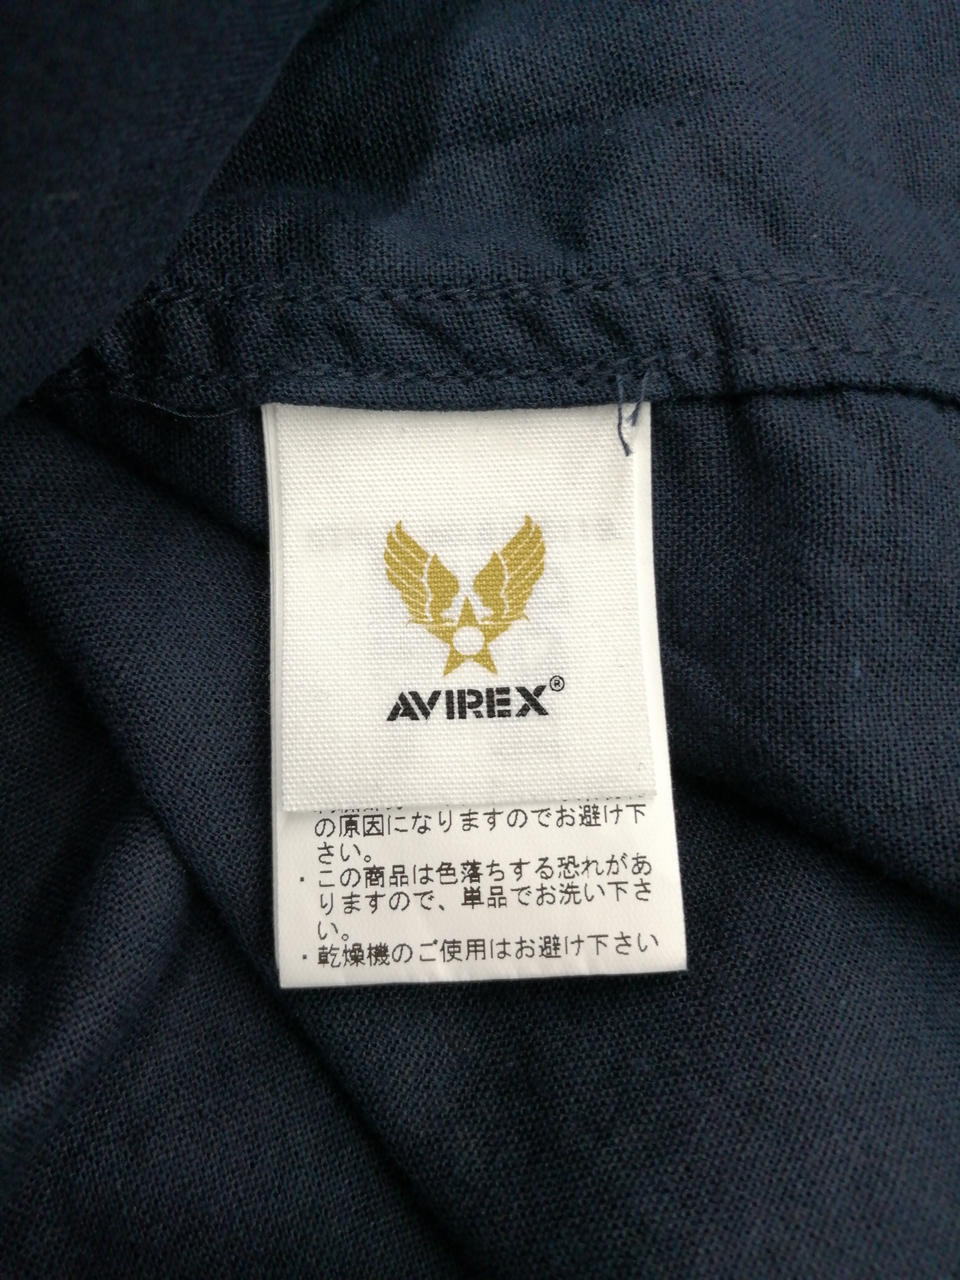 AVIREX®
の原因になりますのでお避け下
さい。
・この商品は色落ちする恐れがあ
りますので、単品でお洗い下さ
い。
・乾燥機のご使用はお避け下さい